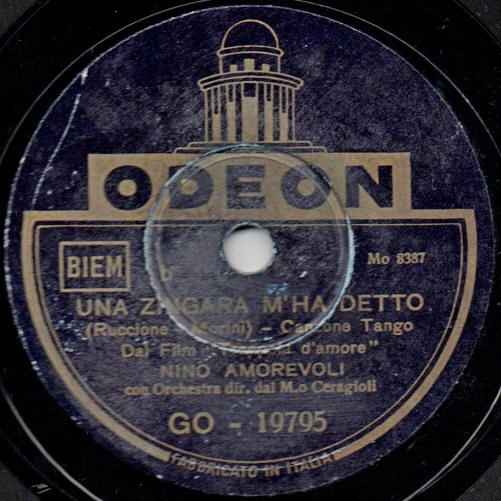 ODEON
BIEM
b
Mo 8387
UNA ZINGARA M'HA DETTO
(Ruccione - Morini) - Canzone Tango
Dal Film " d'amore"
NINO AMOREVOLI
con Orchestra dir. dal M.o Ceragioli
GO - 19795
FABBRICATO IN ITALIA